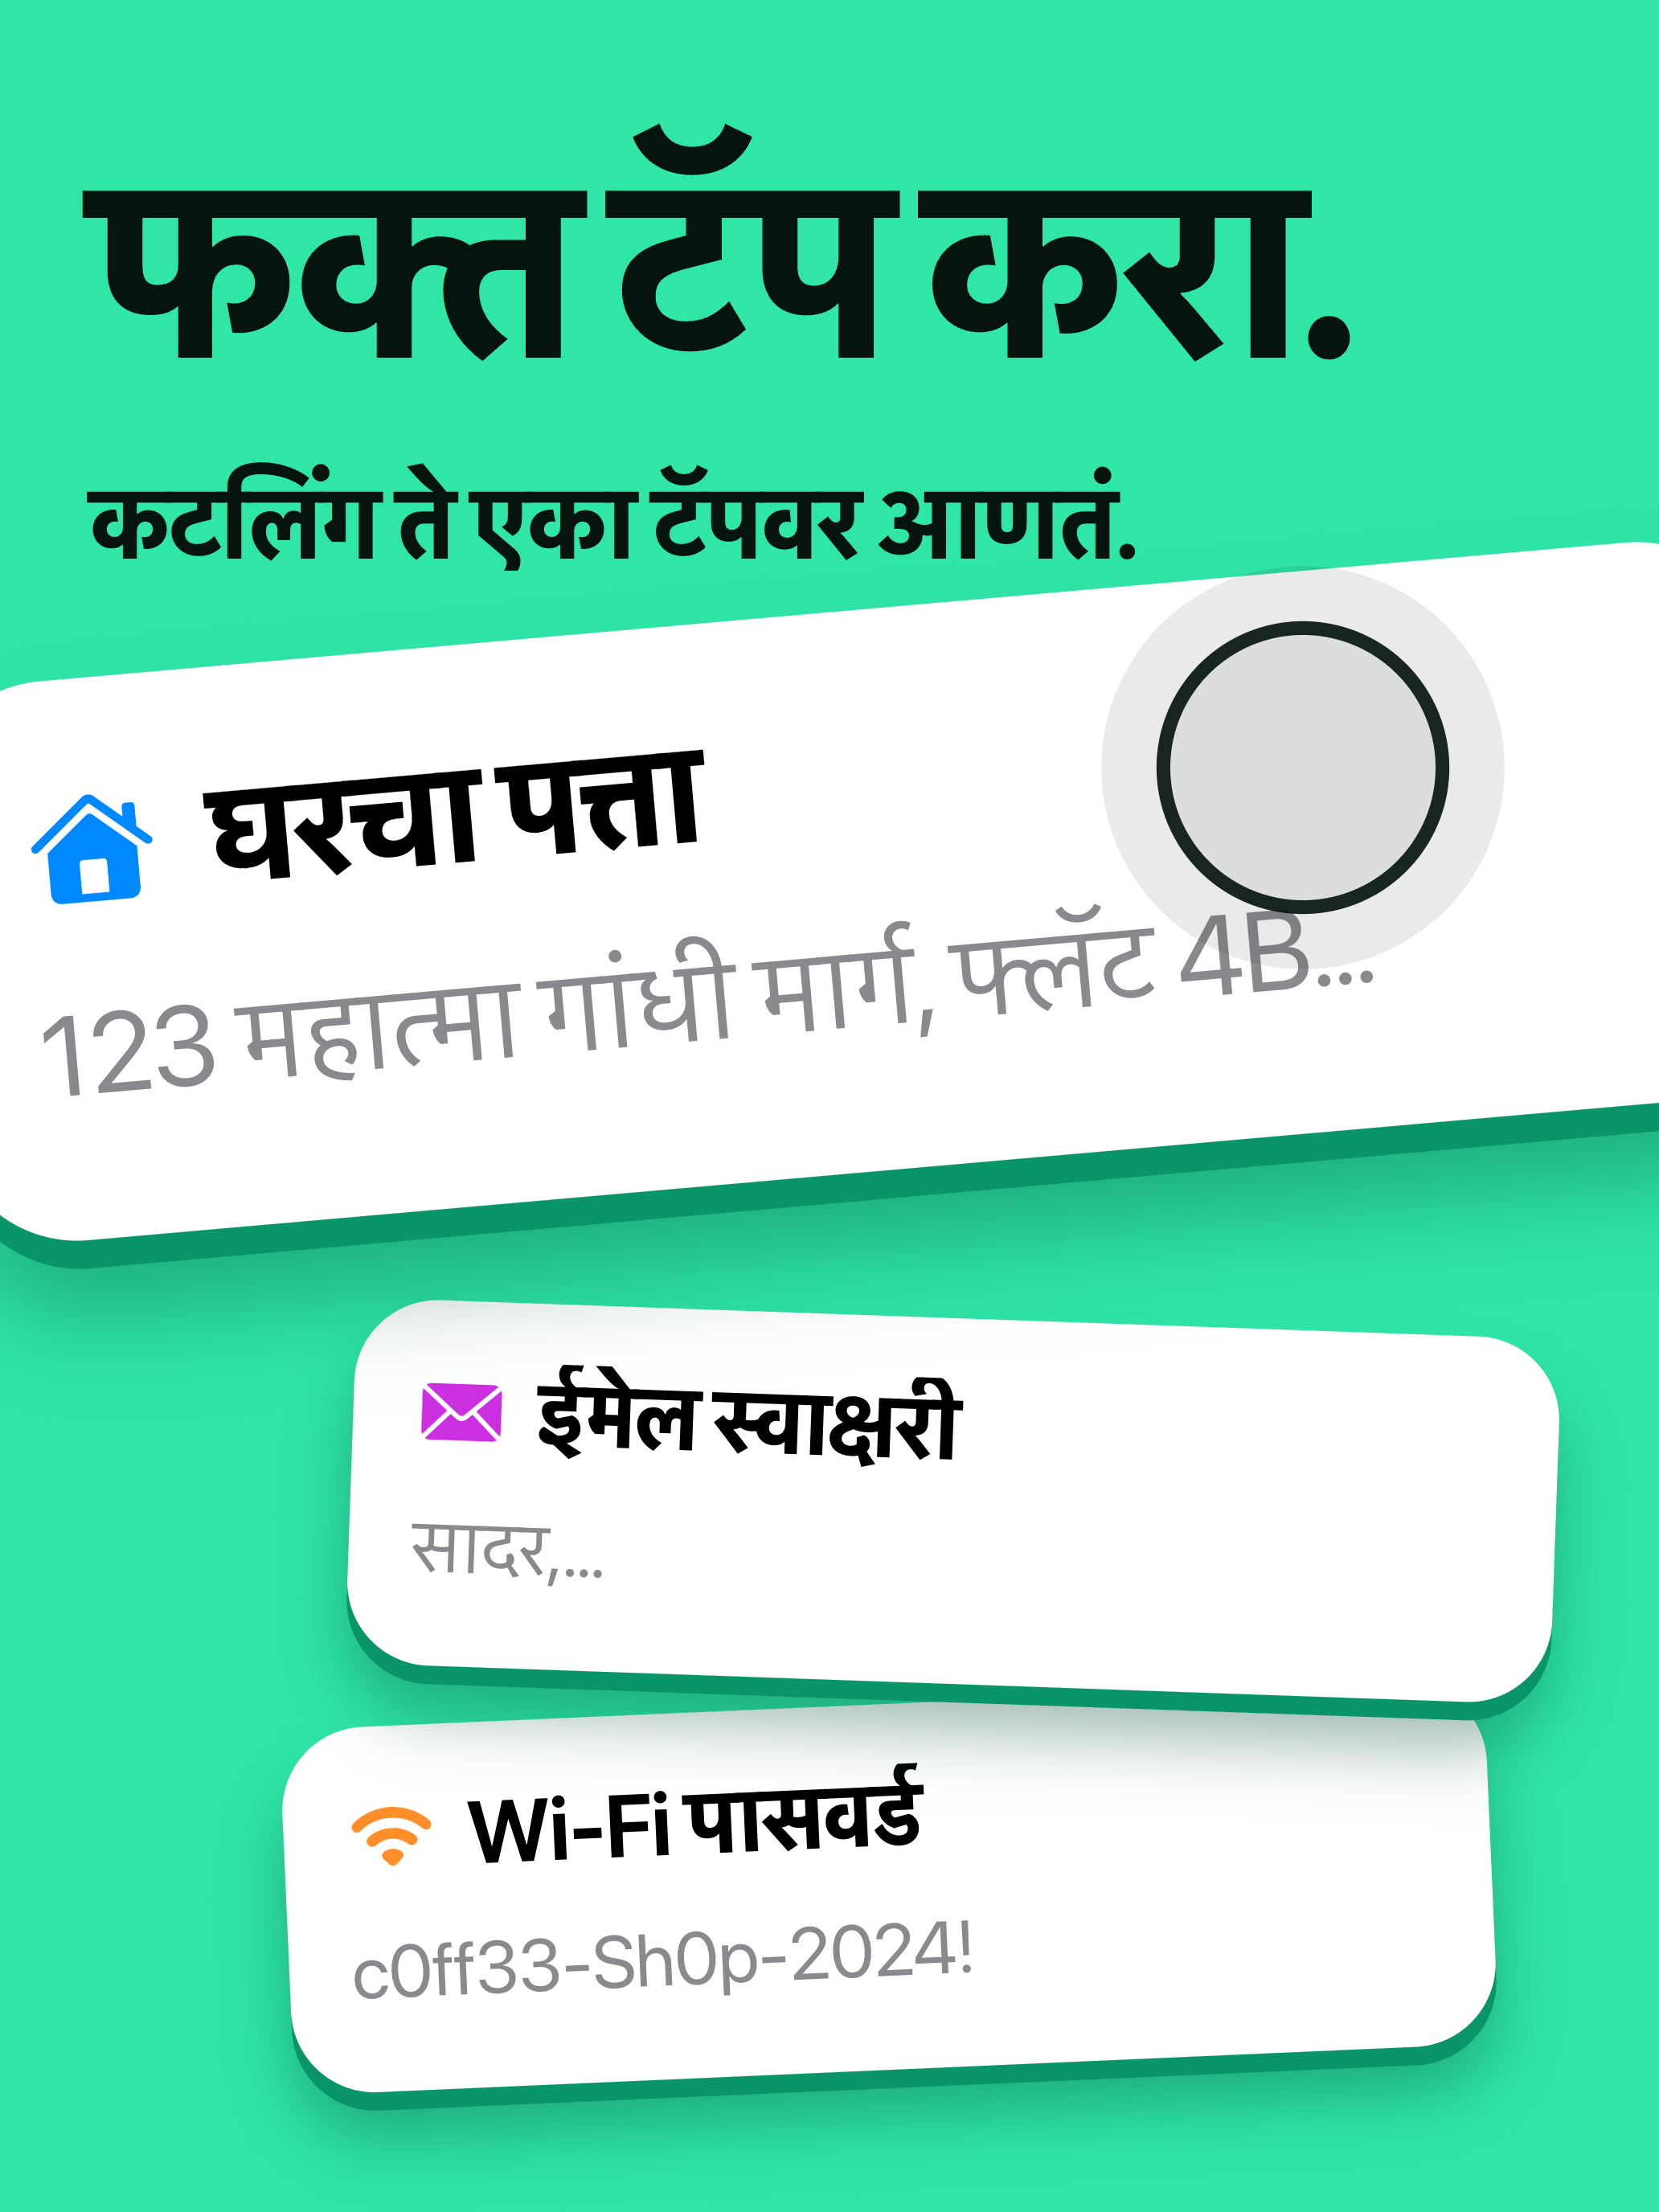 फक्त टॅप करा.
कटलिंग ते एका टॅपवर आणतं.
घरचा पत्ता
123 महात्मा गांधी मार्ग, फ्लॅट 4B...
ईमेल स्वाक्षरी
सादर,...
Wi-Fi पासवर्ड
c0ff33-Sh0p-2024!